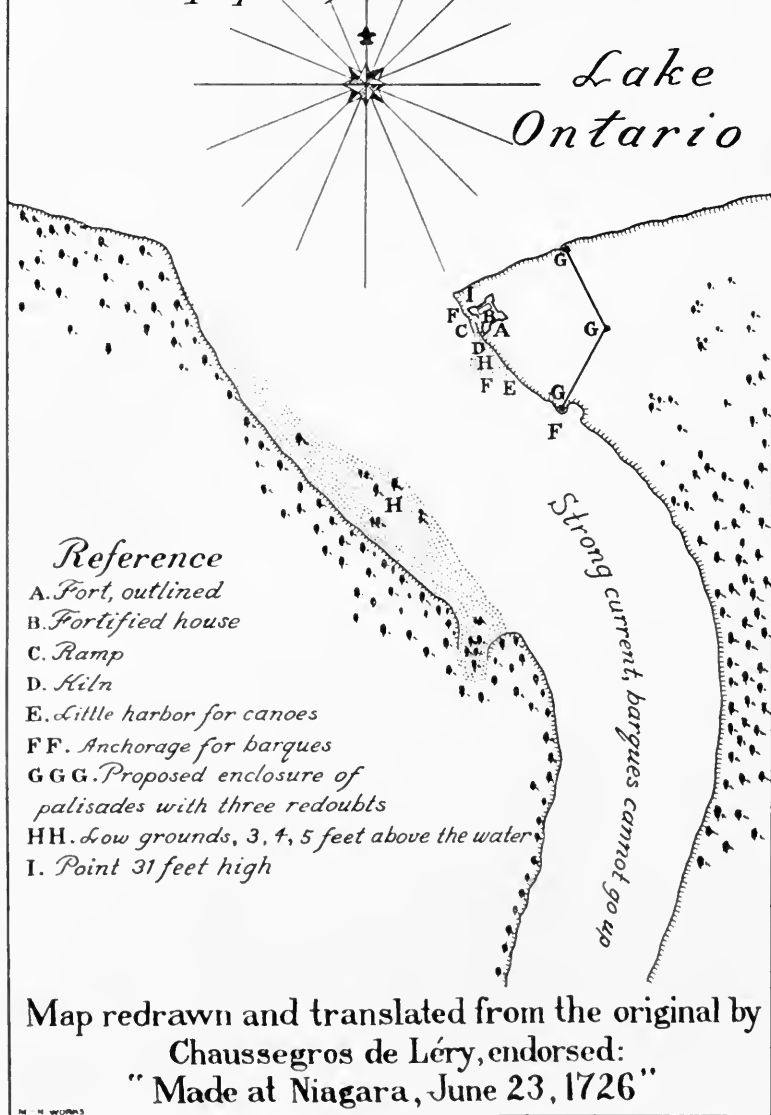 Lake
Ontario
G
I
F
B
C
A
G
D
H
F
E
G
F
H
Strong current, barques cannot go up
Reference
A. Fort, outlined
B. Fortified house
C. Ramp
D. Kiln
E. Little harbor for canoes
FF. Anchorage for barques
GGG. Proposed enclosure of
palisades with three redoubts
HH. Low grounds, 3, 4, 5 feet above the water
I. Point 31 feet high
Map redrawn and translated from the original by
Chaussegros de Léry, endorsed:
"Made at Niagara, June 23, 1726"